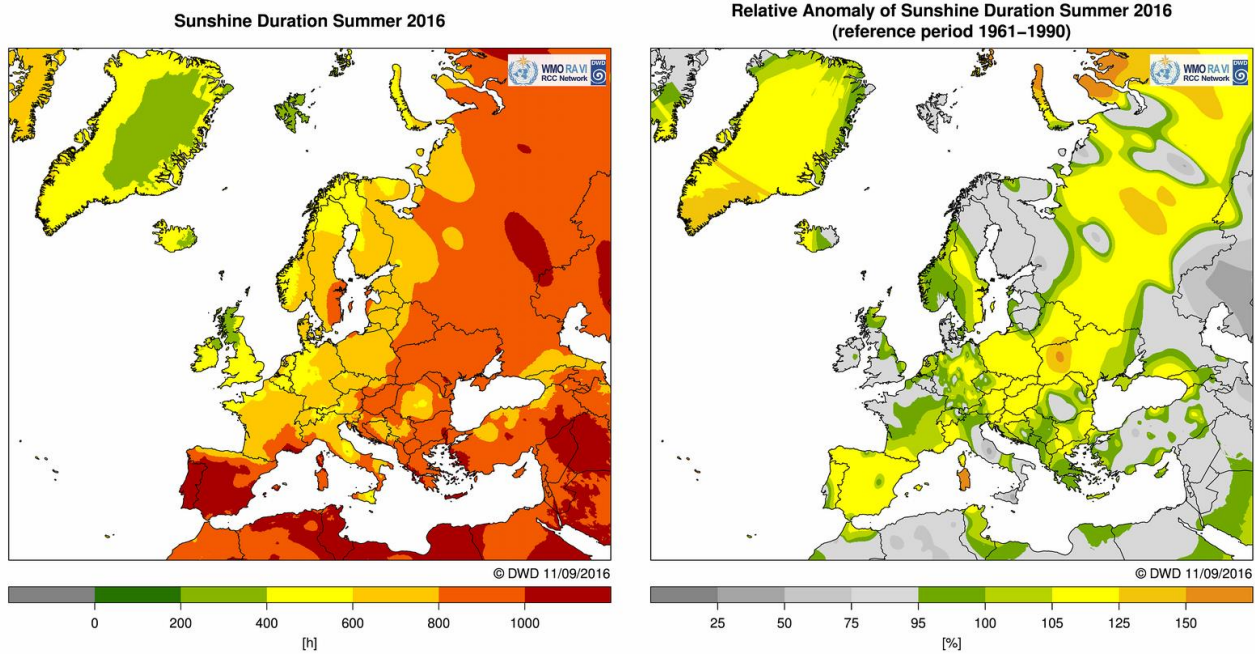 Sunshine Duration Summer 2016
WMO RA VI
RCC Network
DWD
© DWD 11/09/2016
0 200 400 600 800 1000
[h]
Relative Anomaly of Sunshine Duration Summer 2016
(reference period 1961−1990)
WMO RA VI
RCC Network
DWD
© DWD 11/09/2016
25 50 75 95 100 105 125 150
[%]